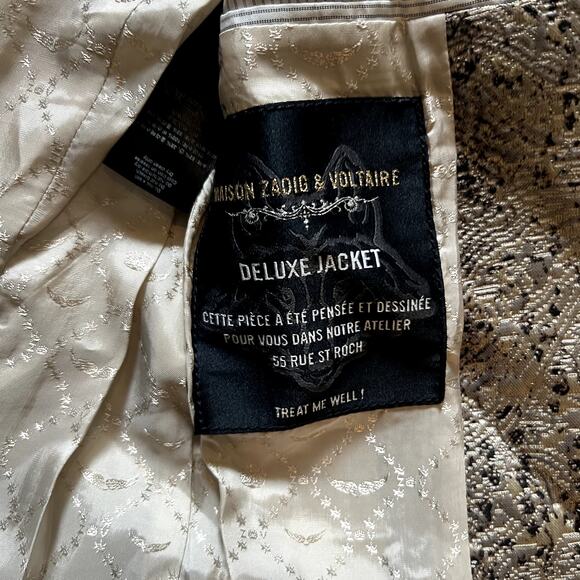 MAISON ZADIG & VOLTAIRE
DELUXE JACKET
CETTE PIÈCE A ÉTÉ PENSÉE ET DESSINÉE
POUR VOUS DANS NOTRE ATELIER
55 RUE ST ROCH
TREAT ME WELL!